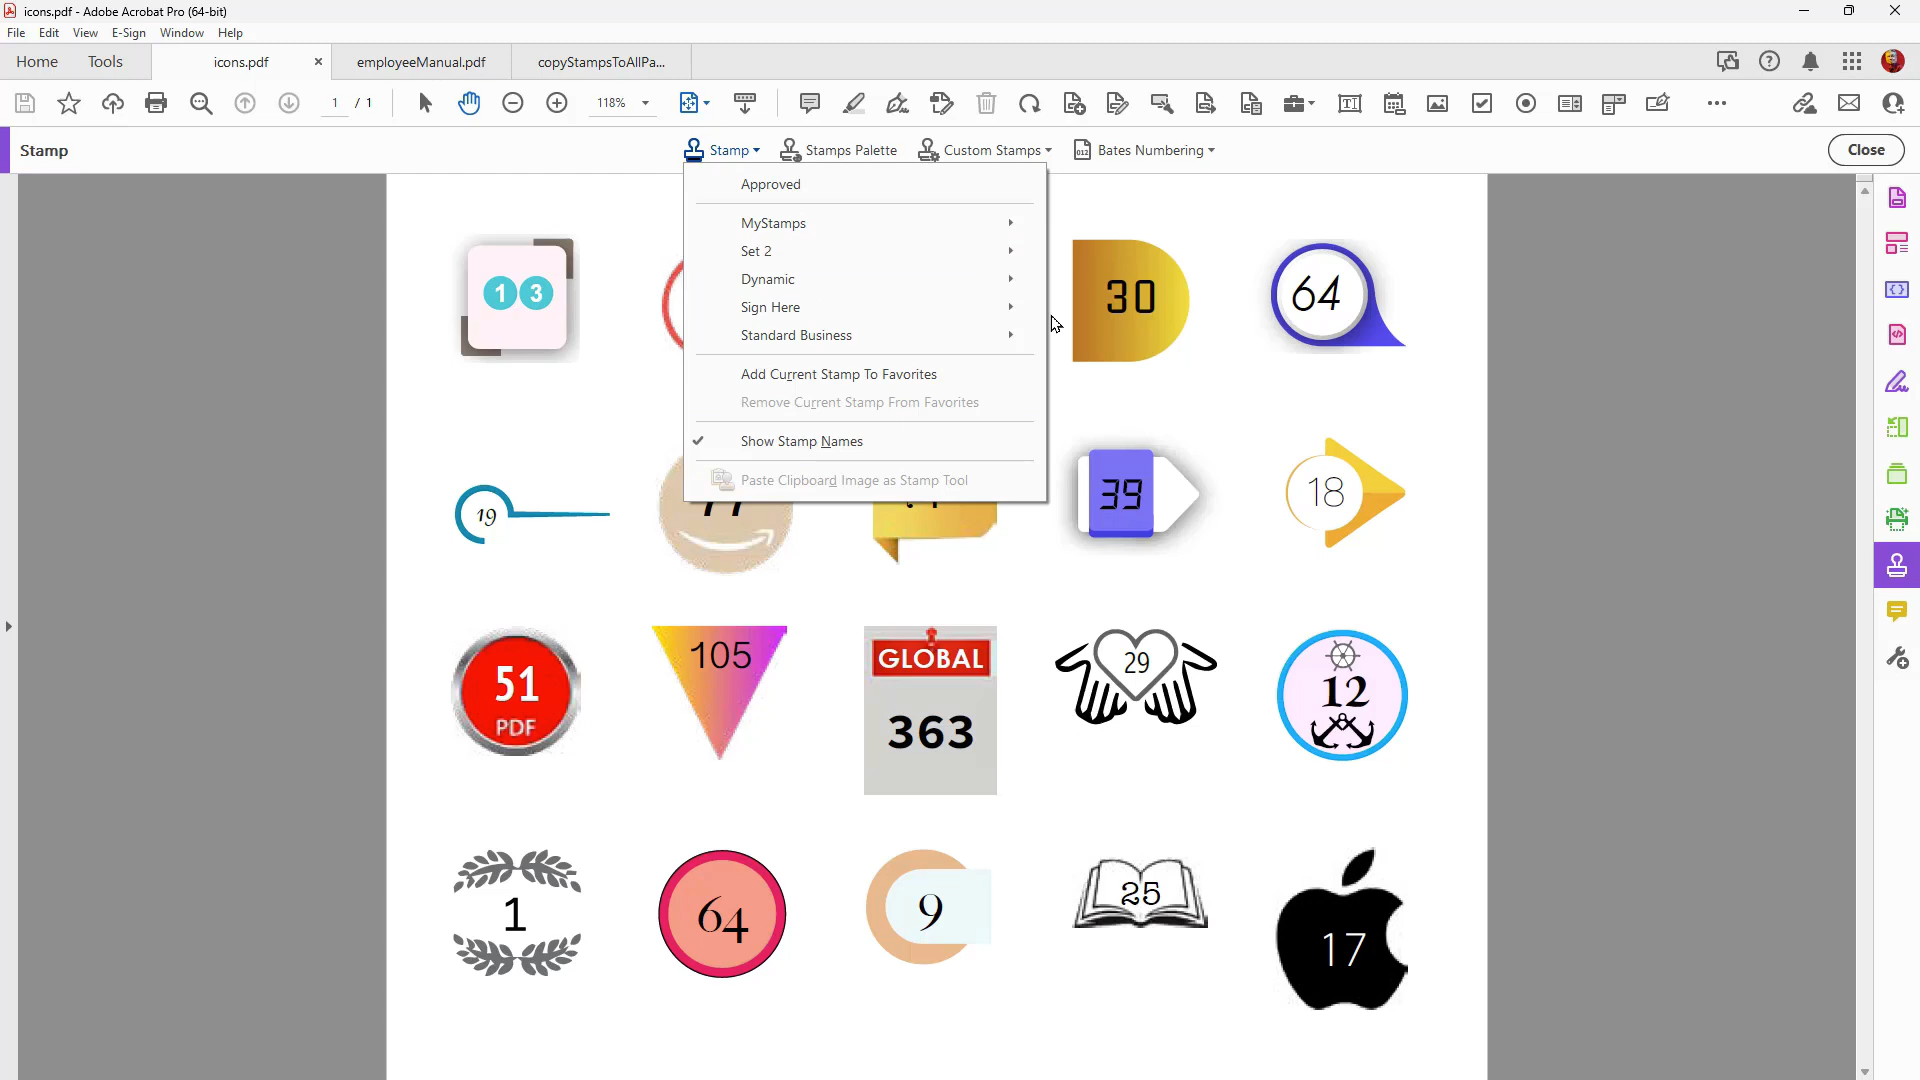 icons.pdf - Adobe Acrobat Pro (64-bit)
File Edit View E-Sign Window Help
Home Tools icons.pdf employeeManual.pdf copyStampsToAllPa...
1 / 1 118%
Stamp Stamp Stamps Palette Custom Stamps Bates Numbering Close
Approved
MyStamps
Set 2
Dynamic
Sign Here
Standard Business
Add Current Stamp To Favorites
Remove Current Stamp From Favorites
Show Stamp Names
Paste Clipboard Image as Stamp Tool
1 3 30 64
19 39 18
51
PDF
105
GLOBAL
363
29
12
1 64 9 25 17